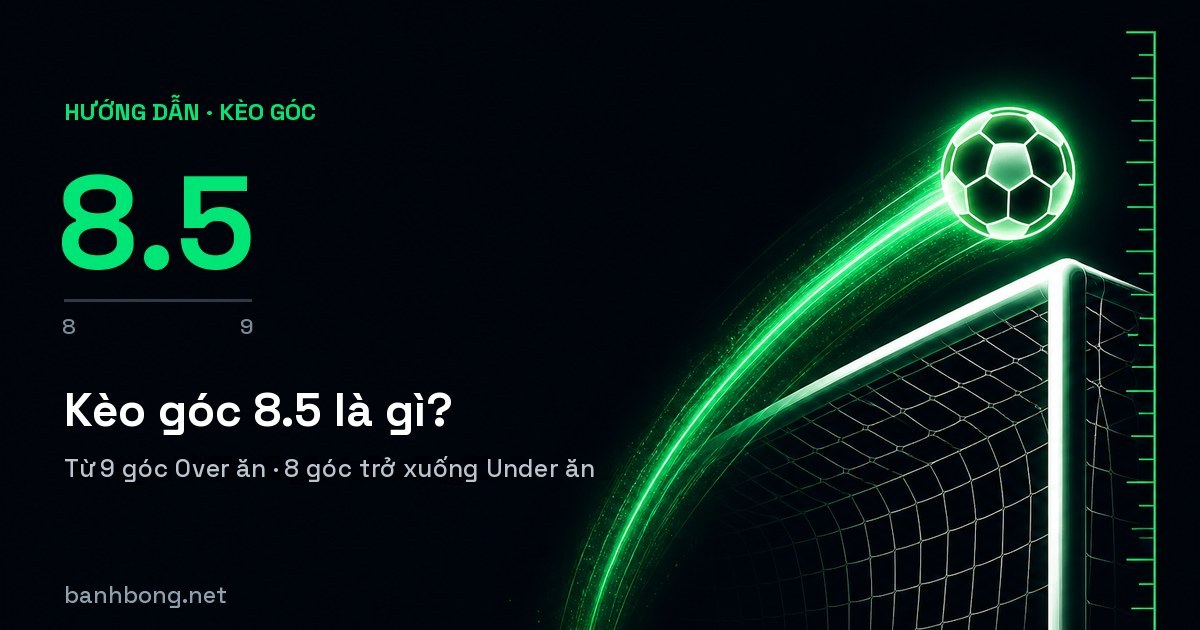 HƯỚNG DẪN · KÈO GÓC
8.5
8 9
Kèo góc 8.5 là gì?
Từ 9 góc Over ăn · 8 góc trở xuống Under ăn
banhbong.net